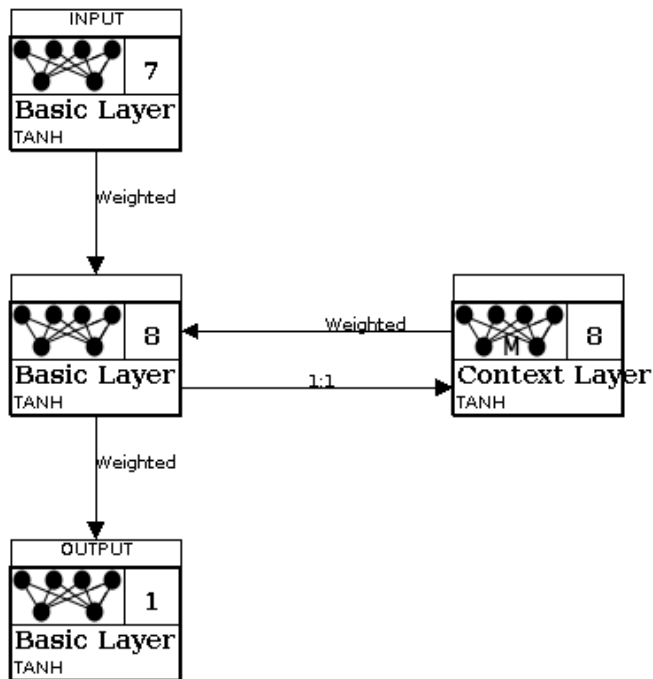 INPUT
7
Basic Layer
TANH
Weighted
8
Basic Layer
TANH
Weighted
1:1
M
8
Context Layer
TANH
Weighted
OUTPUT
1
Basic Layer
TANH